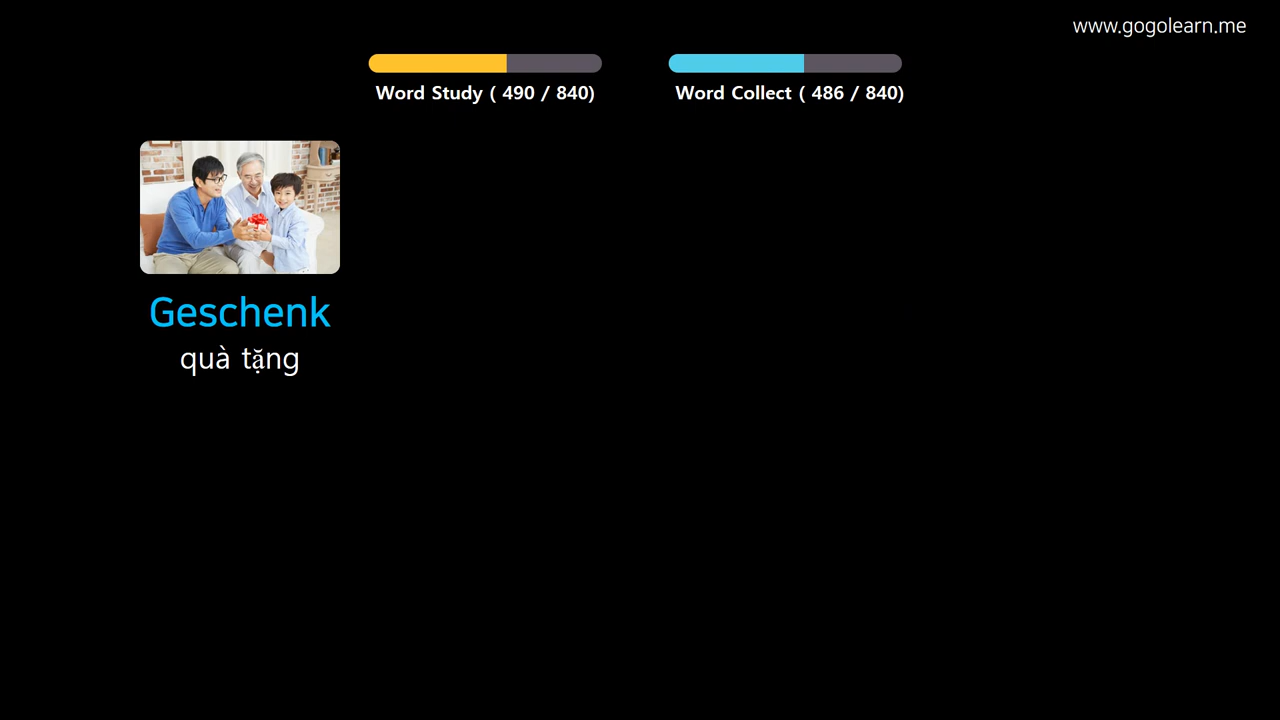 www.gogolearn.me
Word Study ( 490 / 840)
Word Collect ( 486 / 840)
Geschenk
quà tặng